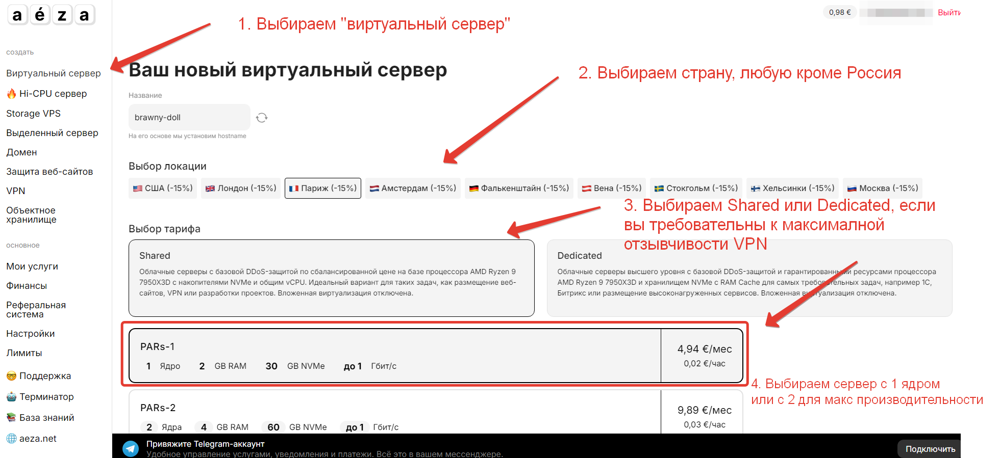 aéza
0,98 €
Выйти
1. Выбираем "виртуальный сервер"
создать
Виртуальный сервер
Hi-CPU сервер
Storage VPS
Выделенный сервер
Домен
Защита веб-сайтов
VPN
Объектное
хранилище
основное
Мои услуги
Финансы
Реферальная
система
Настройки
Лимиты
Поддержка
Терминатор
База знаний
aeza.net
Ваш новый виртуальный сервер
2. Выбираем страну, любую кроме Россия
Название
brawny-doll
На его основе мы установим hostname
Выбор локации
США (-15%) Лондон (-15%) Париж (-15%) Амстердам (-15%) Фалькенштайн (-15%) Вена (-15%) Стокгольм (-15%) Хельсинки (-15%) Москва (-15%)
3. Выбираем Shared или Dedicated, если
вы требовательны к максималной
отзывчивости VPN
Выбор тарифа
Shared
Облачные серверы с базовой DDoS-защитой по сбалансированной цене на базе процессора AMD Ryzen 9
7950X3D с накопителями NVMe и общим vCPU. Идеальный вариант для таких задач, как размещение веб-
сайтов, VPN или разработки проектов. Вложенная виртуализация отключена.
Dedicated
Облачные серверы высшего уровня с базовой DDoS-защитой и гарантированными ресурсами процессора
AMD Ryzen 9 7950X3D и хранилищем NVMe с RAM Cache для самых требовательных задач, например 1С,
Битрикс или размещение высоконагруженных сервисов. Вложенная виртуализация отключена.
PARs-1
1 Ядро 2 GB RAM 30 GB NVMe до 1 Гбит/с
4,94 €/мес
0,02 €/час
4. Выбираем сервер с 1 ядром
или с 2 для макс производительности
PARs-2
2 Ядра 4 GB RAM 60 GB NVMe до 1 Гбит/с
9,89 €/мес
0,03 €/час
Привяжите Telegram-аккаунт
Удобное управление услугами, уведомления и платежи. Всё это в вашем мессенджере.
Подключить